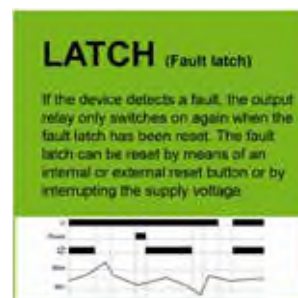 LATCH (Fault latch)
If the device detects a fault, the output
relay only switches on again when the
fault latch has been reset. The fault
latch can be reset by means of an
internal or external reset button or by
interrupting the supply voltage